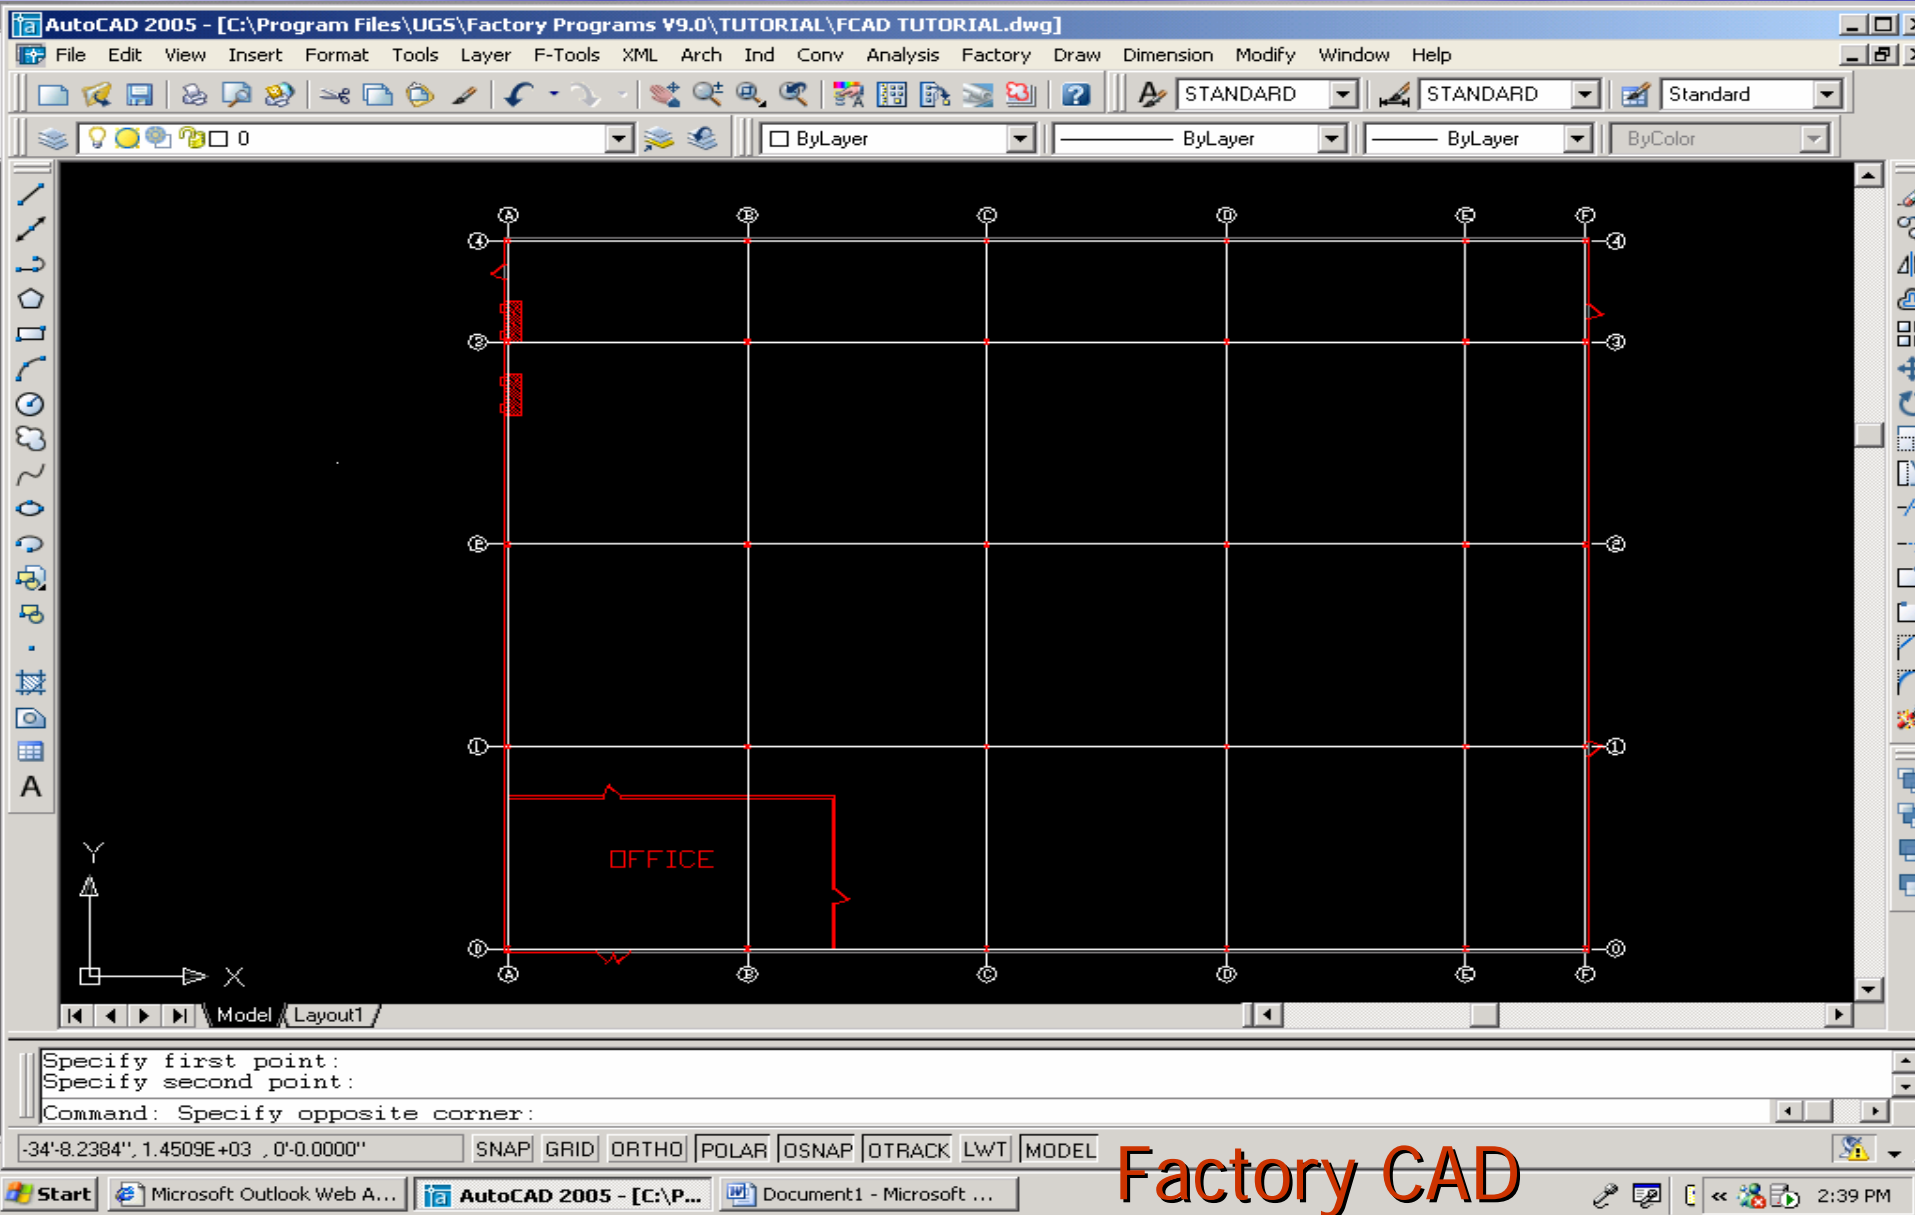 AutoCAD 2005 - [C:\Program Files\UGS\Factory Programs V9.0\TUTORIAL\FCAD TUTORIAL.dwg]
File Edit View Insert Format Tools Layer F-Tools XML Arch Ind Conv Analysis Factory Draw Dimension Modify Window Help
STANDARD STANDARD Standard
0 ByLayer ByLayer ByLayer ByColor
A B C D E F
4 4
3 3
2
1
OFFICE
0
A B C D E F
Y
X
Model Layout1
Specify first point:
Specify second point:
Command: Specify opposite corner:
-34'-8.2384", 1.4509E+03 , 0'-0.0000" SNAP GRID ORTHO POLAR OSNAP OTRACK LWT MODEL
Factory CAD
Start Microsoft Outlook Web A... AutoCAD 2005 - [C:\P... Document1 - Microsoft ... 2:39 PM